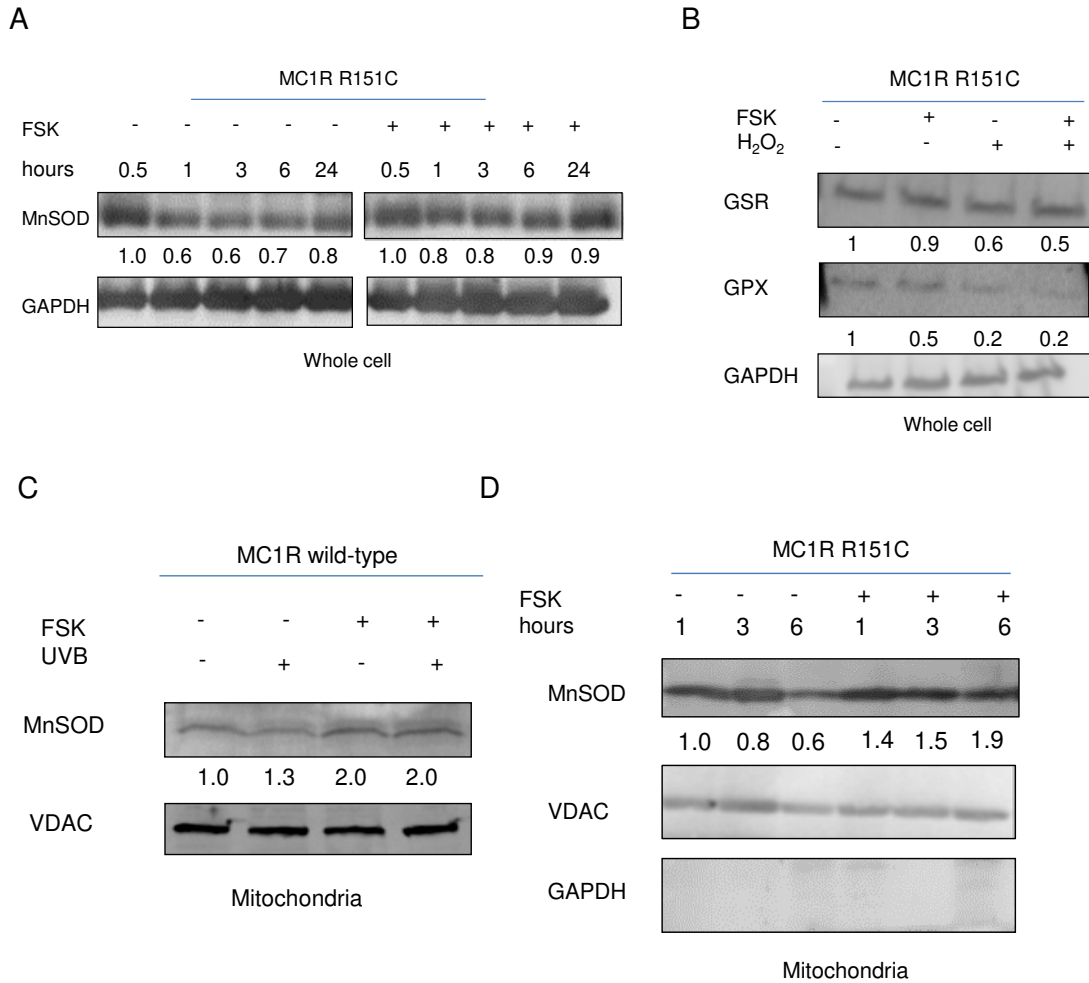 A
MC1R R151C
FSK - - - - - + + + + +
hours 0.5 1 3 6 24 0.5 1 3 6 24
MnSOD
1.0 0.6 0.6 0.7 0.8 1.0 0.8 0.8 0.9 0.9
GAPDH
Whole cell
B
MC1R R151C
FSK - + - +
H₂O₂ - - + +
GSR
1 0.9 0.6 0.5
GPX
1 0.5 0.2 0.2
GAPDH
Whole cell
C
MC1R wild-type
FSK - - + +
UVB - + - +
MnSOD
1.0 1.3 2.0 2.0
VDAC
Mitochondria
D
MC1R R151C
FSK - - - + + +
hours 1 3 6 1 3 6
MnSOD
1.0 0.8 0.6 1.4 1.5 1.9
VDAC
GAPDH
Mitochondria